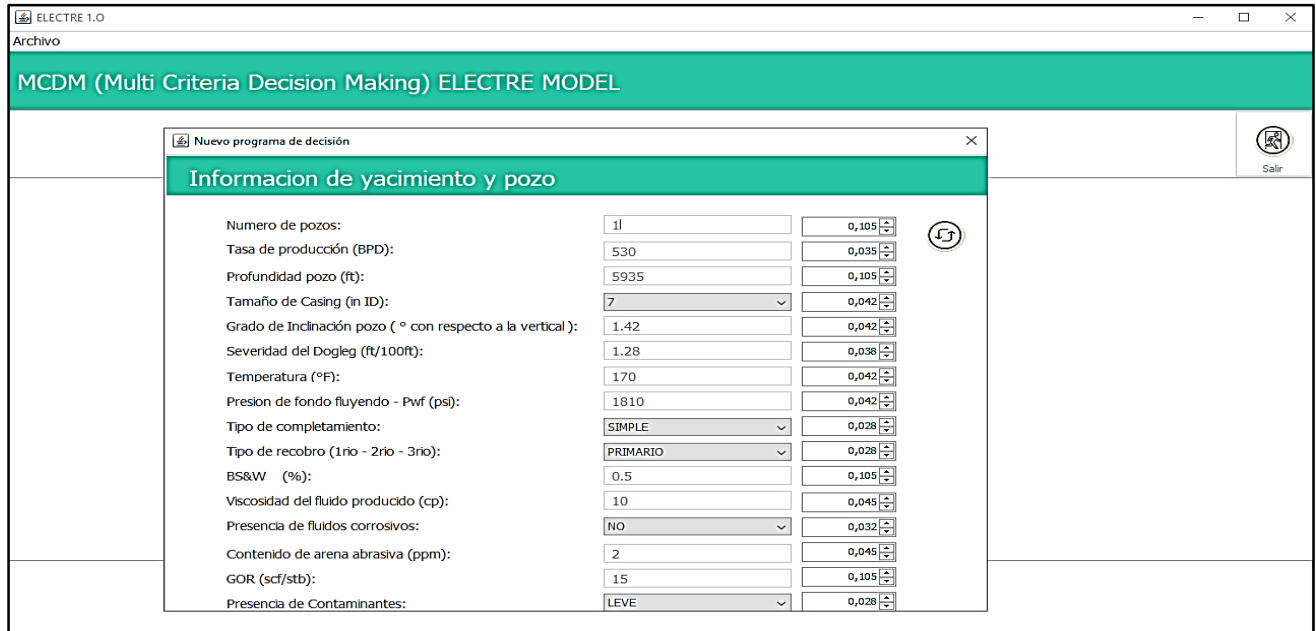 ELECTRE 1.O
Archivo
MCDM (Multi Criteria Decision Making) ELECTRE MODEL
Salir
Nuevo programa de decisión
Informacion de yacimiento y pozo
Numero de pozos: 1l 0,105
Tasa de producción (BPD): 530 0,035
Profundidad pozo (ft): 5935 0,105
Tamaño de Casing (in ID): 7 0,042
Grado de Inclinación pozo ( ° con respecto a la vertical ): 1.42 0,042
Severidad del Dogleg (ft/100ft): 1.28 0,038
Temperatura (°F): 170 0,042
Presion de fondo fluyendo - Pwf (psi): 1810 0,042
Tipo de completamiento: SIMPLE 0,028
Tipo de recobro (1rio - 2rio - 3rio): PRIMARIO 0,028
BS&W (%): 0.5 0,105
Viscosidad del fluido producido (cp): 10 0,045
Presencia de fluidos corrosivos: NO 0,032
Contenido de arena abrasiva (ppm): 2 0,045
GOR (scf/stb): 15 0,105
Presencia de Contaminantes: LEVE 0,028